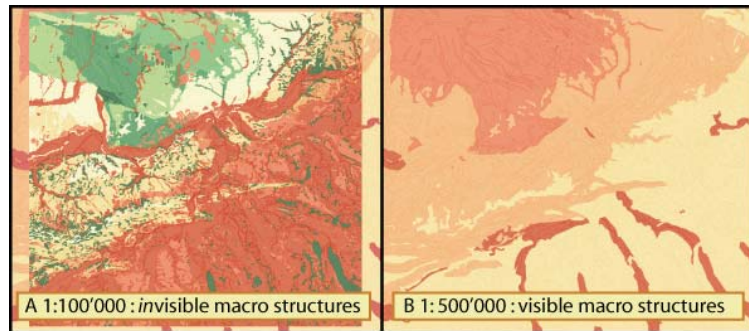 A 1:100'000 : invisible macro structures
B 1: 500'000 : visible macro structures